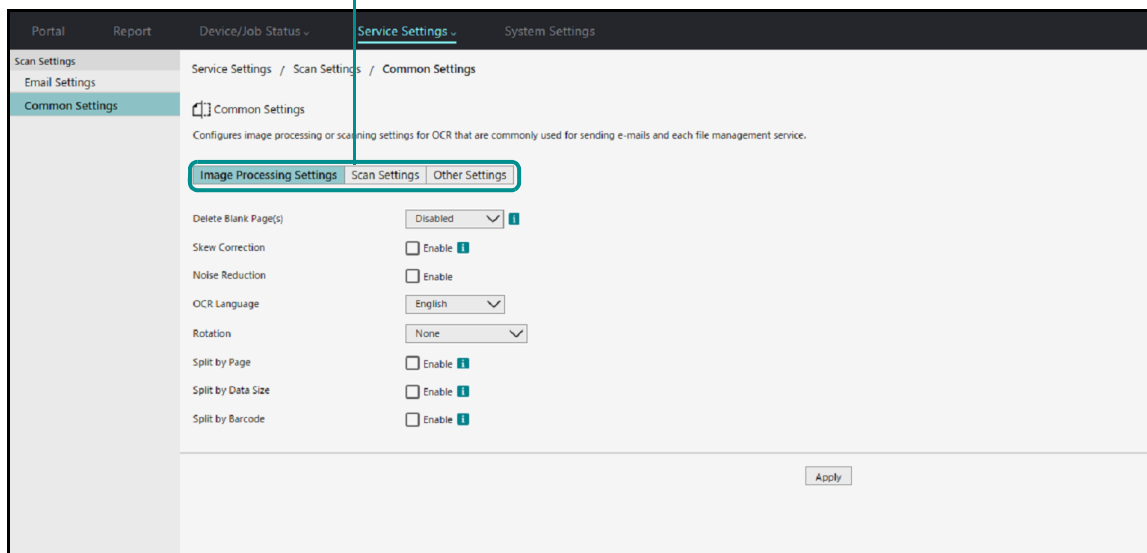 Portal Report Device/Job Status Service Settings System Settings
Scan Settings
Email Settings
Common Settings
Service Settings / Scan Settings / Common Settings
Common Settings
Configures image processing or scanning settings for OCR that are commonly used for sending e-mails and each file management service.
Image Processing Settings Scan Settings Other Settings
Delete Blank Page(s) Disabled i
Skew Correction Enable i
Noise Reduction Enable
OCR Language English
Rotation None
Split by Page Enable i
Split by Data Size Enable i
Split by Barcode Enable i
Apply